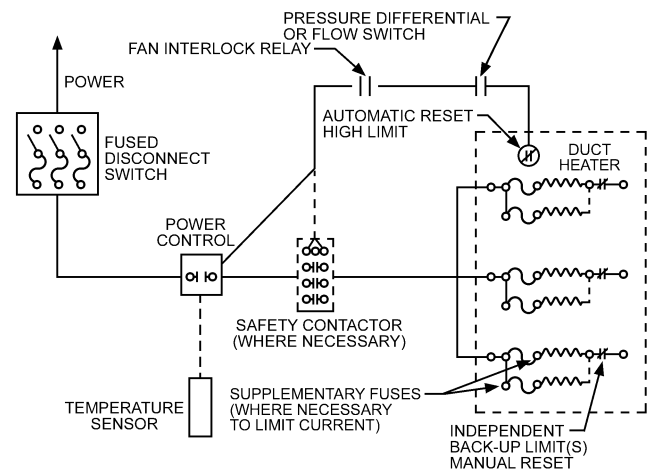 PRESSURE DIFFERENTIAL
OR FLOW SWITCH
FAN INTERLOCK RELAY
POWER
AUTOMATIC RESET
HIGH LIMIT
FUSED
DISCONNECT
SWITCH
DUCT
HEATER
POWER
CONTROL
SAFETY CONTACTOR
(WHERE NECESSARY)
TEMPERATURE
SENSOR
SUPPLEMENTARY FUSES
(WHERE NECESSARY
TO LIMIT CURRENT)
INDEPENDENT
BACK-UP LIMIT(S)
MANUAL RESET